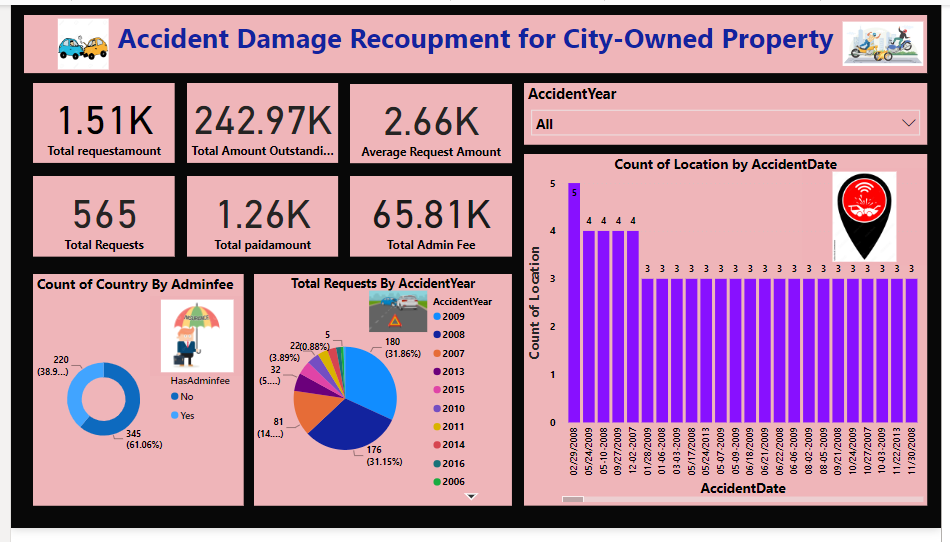 Accident Damage Recoupment for City-Owned Property
1.51K
Total requestamount
242.97K
Total Amount Outstandi...
2.66K
Average Request Amount
565
Total Requests
1.26K
Total paidamount
65.81K
Total Admin Fee
AccidentYear
All
Count of Country By Adminfee
220
(38.9...)
345
(61.06%)
HasAdminfee
No
Yes
Total Requests By AccidentYear
5
(0.88%)
22
(3.89%)
32
(5....)
81
(14....)
176
(31.15%)
180
(31.86%)
AccidentYear
2009
2008
2007
2013
2015
2010
2011
2014
2016
2006
Count of Location by AccidentDate
Count of Location
5
4
3
2
1
0
5 4 4 4 4 3 3 3 3 3 3 3 3 3 3 3 3 3 3 3 3 3 3
02/29/2008
05/24/2009
05-10-2008
09/27/2009
12-02-2007
01/28/2009
01-06-2008
03-03-2009
05/17/2008
05/24/2013
05-07-2009
05-09-2009
06/18/2009
06/21/2009
06/22/2008
06-06-2009
08-02-2009
08-05-2009
09/21/2008
10/24/2009
10/27/2007
10-03-2009
11/22/2013
11/30/2008
AccidentDate